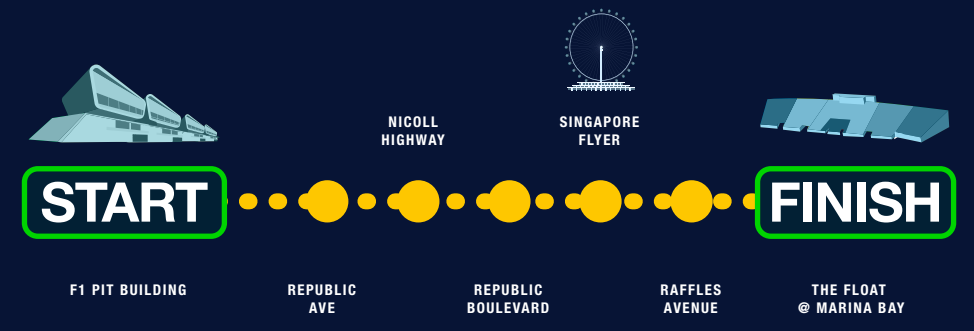 NICOLL
HIGHWAY
SINGAPORE
FLYER
START
FINISH
F1 PIT BUILDING
REPUBLIC
AVE
REPUBLIC
BOULEVARD
RAFFLES
AVENUE
THE FLOAT
@ MARINA BAY